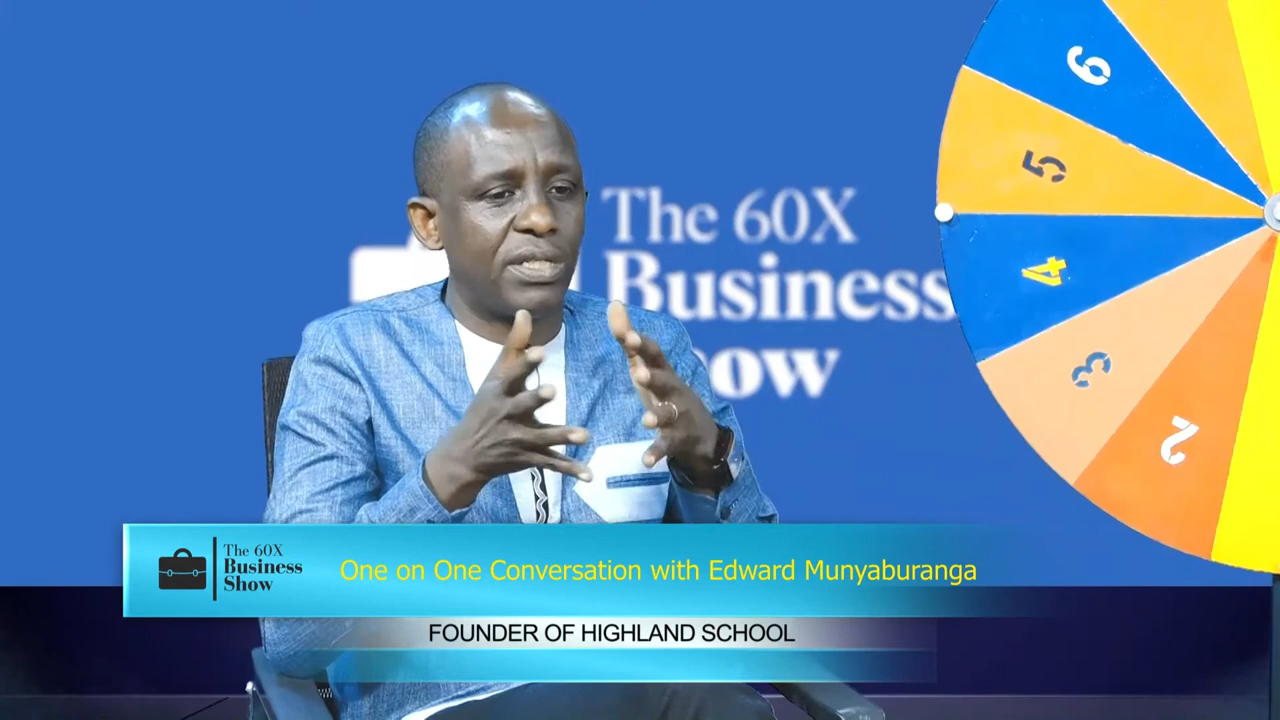 The 60X
Business
Show
6
5
4
3
2
The 60X
Business
Show
One on One Conversation with Edward Munyaburanga
FOUNDER OF HIGHLAND SCHOOL